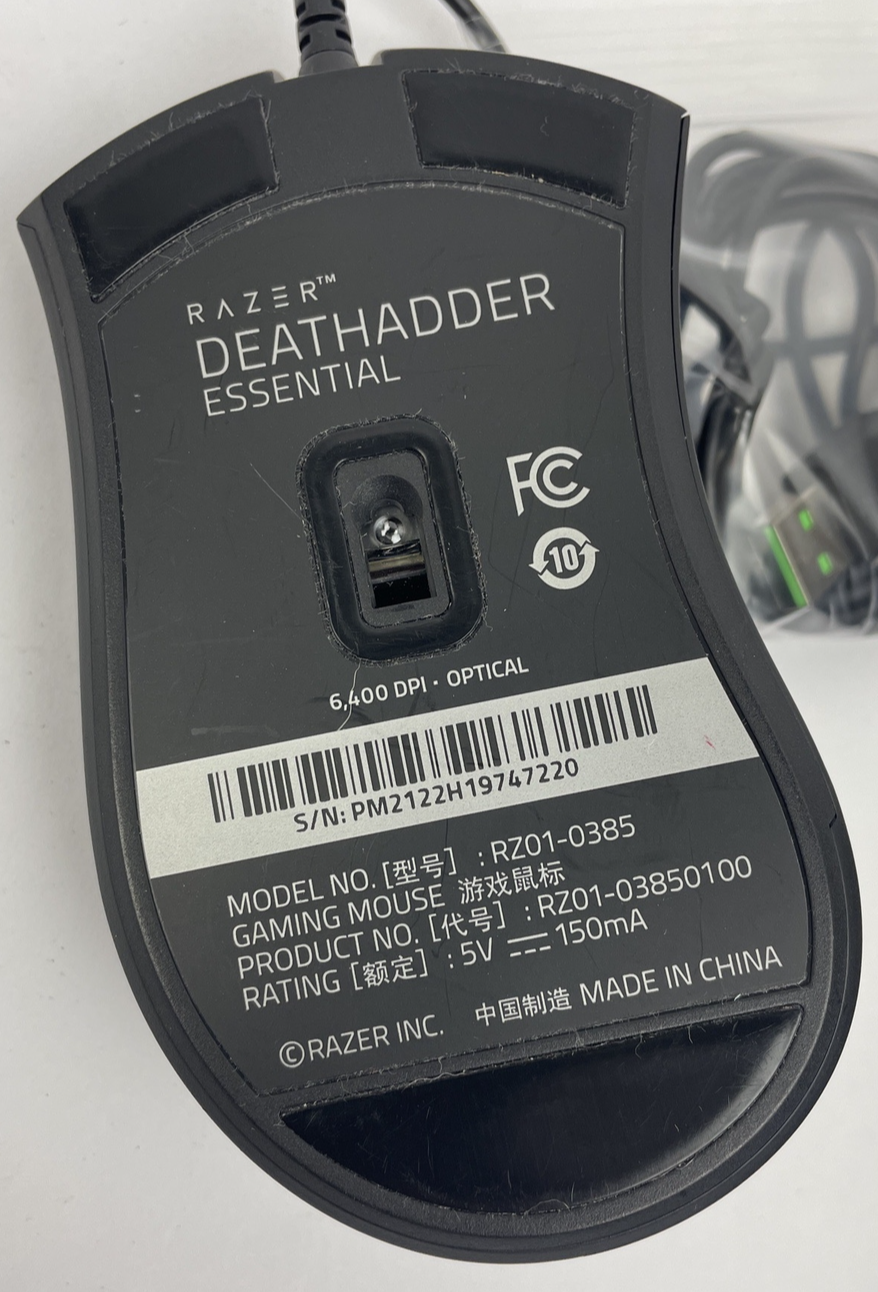 RAZER™
DEATHADDER
ESSENTIAL
FC
10
6,400 DPI · OPTICAL
S/N: PM2122H19747220
MODEL NO. [型号] : RZ01-0385
GAMING MOUSE 游戏鼠标
PRODUCT NO. [代号] : RZ01-03850100
RATING [额定] : 5V ⎓ 150mA
©RAZER INC. 中国制造 MADE IN CHINA